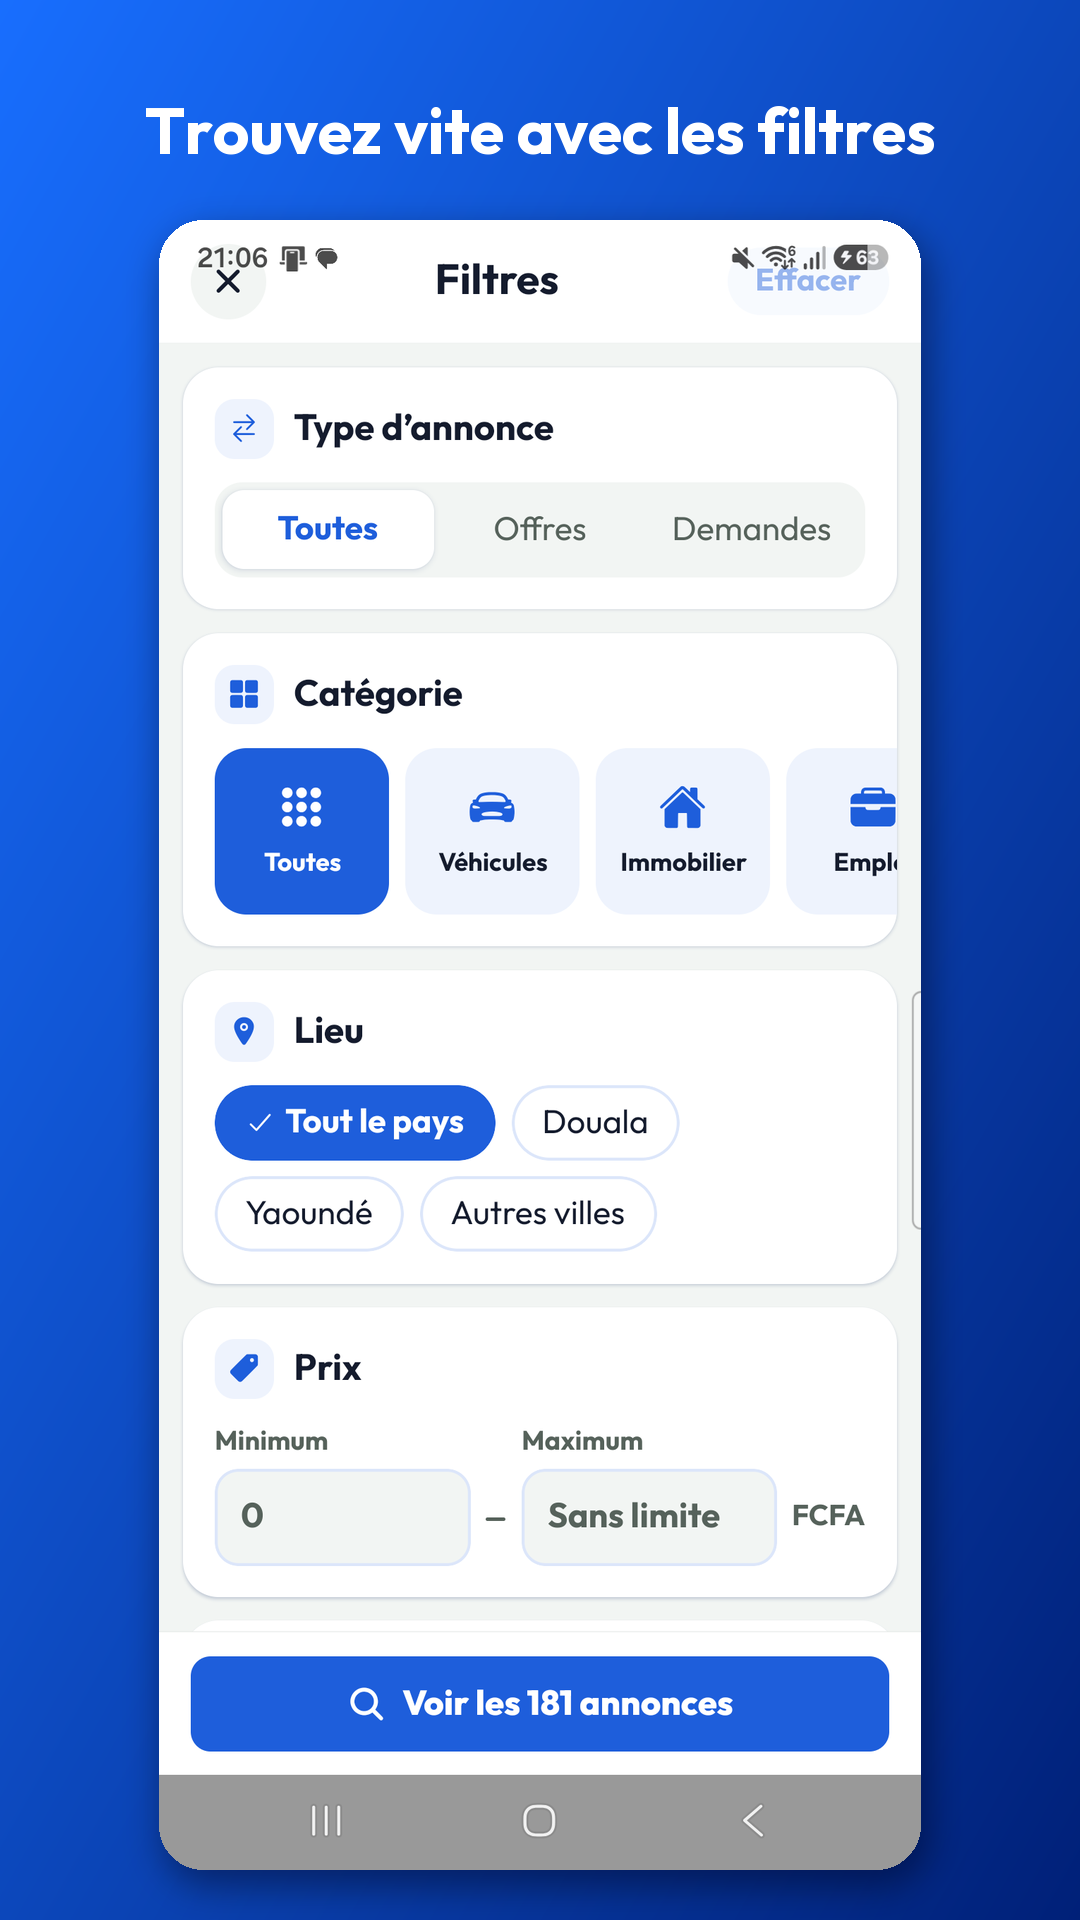 Trouvez vite avec les filtres
21:06
6
63
Filtres
Effacer
Type d’annonce
Toutes
Offres
Demandes
Catégorie
Toutes
Véhicules
Immobilier
Lieu
Tout le pays
Douala
Yaoundé
Autres villes
Prix
Minimum
Maximum
0
–
Sans limite
FCFA
Voir les 181 annonces